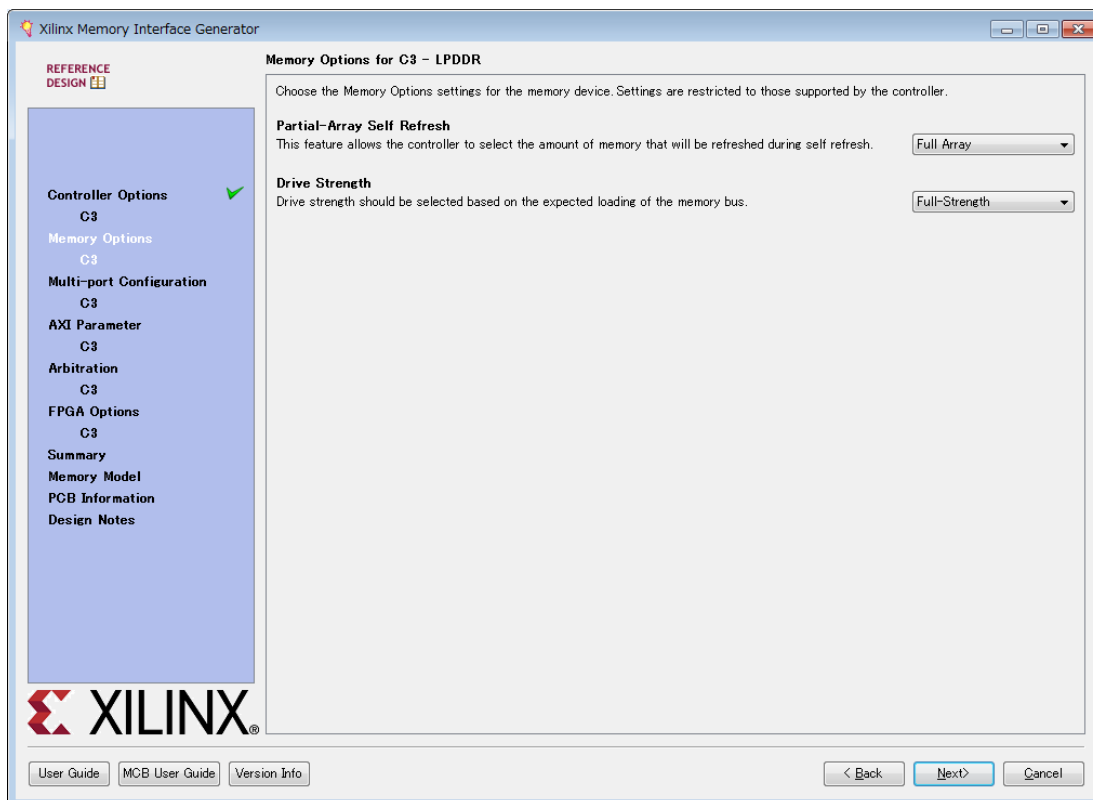 Xilinx Memory Interface Generator
REFERENCE
DESIGN
Memory Options for C3 - LPDDR
Choose the Memory Options settings for the memory device. Settings are restricted to those supported by the controller.
Partial-Array Self Refresh
This feature allows the controller to select the amount of memory that will be refreshed during self refresh.
Full Array
Drive Strength
Drive strength should be selected based on the expected loading of the memory bus.
Full-Strength
Controller Options
C3
Memory Options
C3
Multi-port Configuration
C3
AXI Parameter
C3
Arbitration
C3
FPGA Options
C3
Summary
Memory Model
PCB Information
Design Notes
XILINX®
User Guide
MCB User Guide
Version Info
< Back
Next>
Cancel